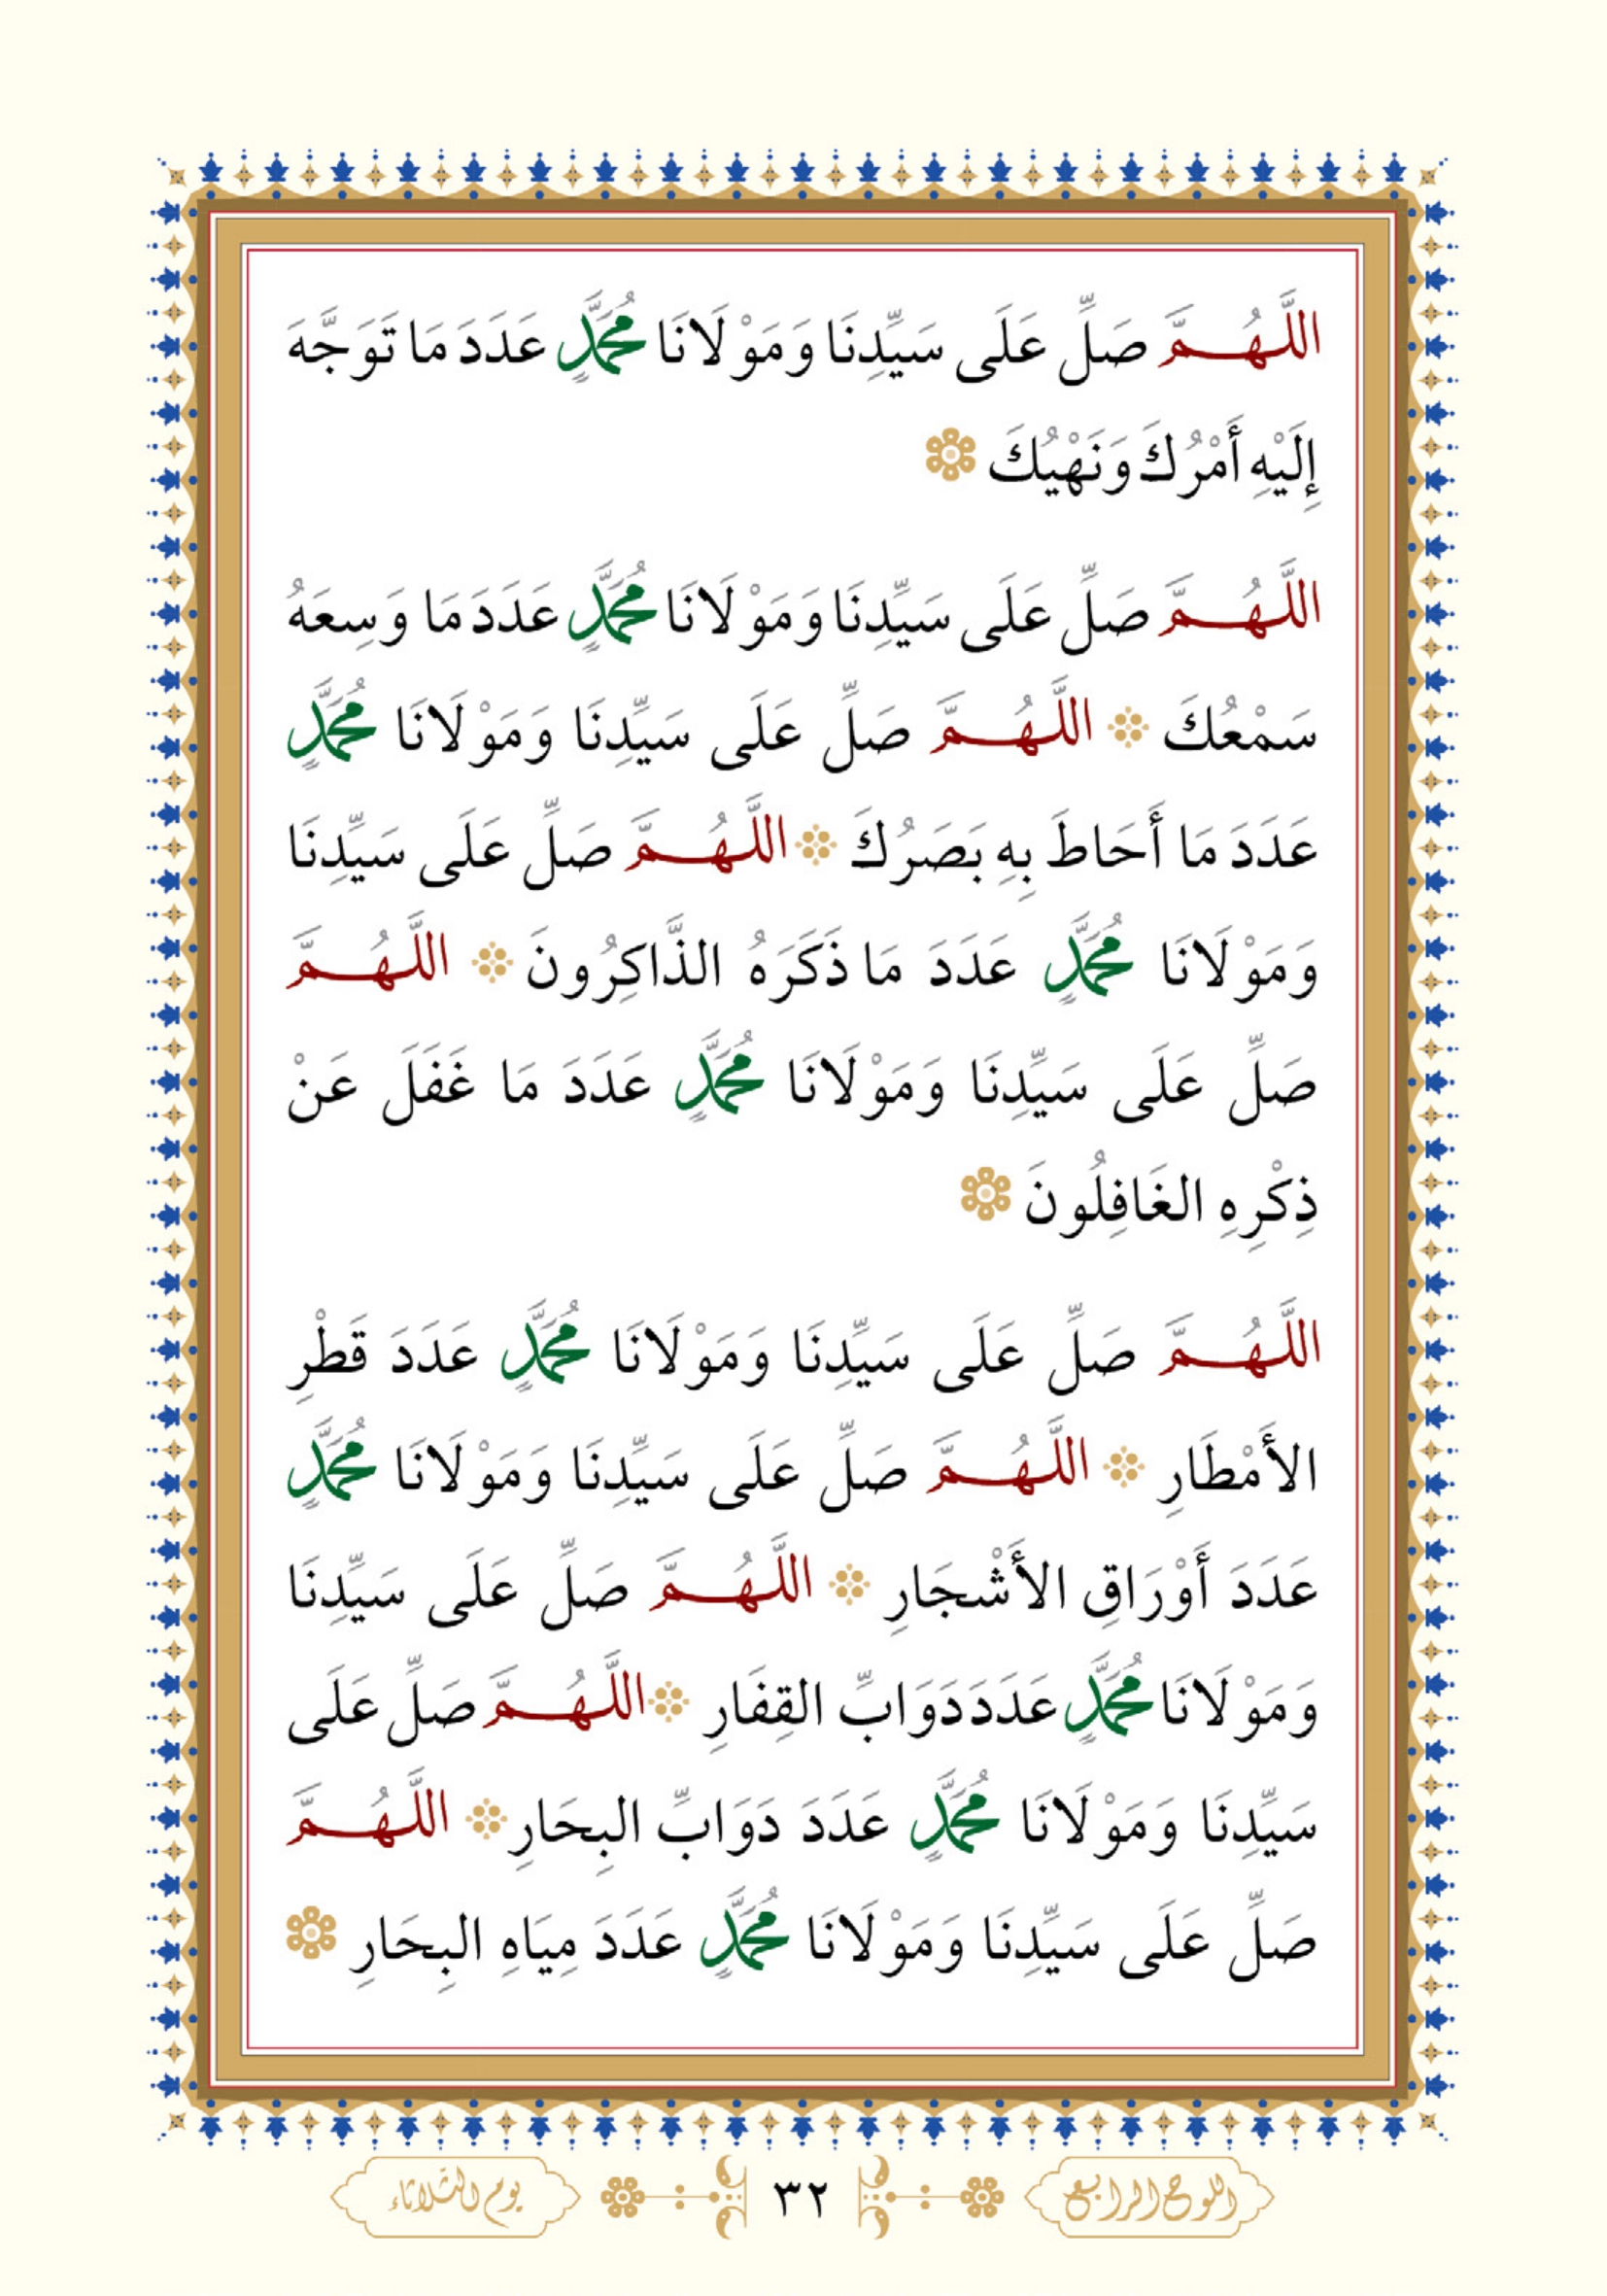 اللَّهُمَّ صَلِّ عَلَى سَيِّدِنَا وَمَوْلَانَا مُحَمَّدٍ عَدَدَ مَا تَوَجَّهَ
إِلَيْهِ أَمْرُكَ وَنَهْيُكَ
اللَّهُمَّ صَلِّ عَلَى سَيِّدِنَا وَمَوْلَانَا مُحَمَّدٍ عَدَدَ مَا وَسِعَهُ
سَمْعُكَ اللَّهُمَّ صَلِّ عَلَى سَيِّدِنَا وَمَوْلَانَا مُحَمَّدٍ
عَدَدَ مَا أَحَاطَ بِهِ بَصَرُكَ اللَّهُمَّ صَلِّ عَلَى سَيِّدِنَا
وَمَوْلَانَا مُحَمَّدٍ عَدَدَ مَا ذَكَرَهُ الذَّاكِرُونَ اللَّهُمَّ
صَلِّ عَلَى سَيِّدِنَا وَمَوْلَانَا مُحَمَّدٍ عَدَدَ مَا غَفَلَ عَنْ
ذِكْرِهِ الغَافِلُونَ
اللَّهُمَّ صَلِّ عَلَى سَيِّدِنَا وَمَوْلَانَا مُحَمَّدٍ عَدَدَ قَطْرِ
الأَمْطَارِ اللَّهُمَّ صَلِّ عَلَى سَيِّدِنَا وَمَوْلَانَا مُحَمَّدٍ
عَدَدَ أَوْرَاقِ الأَشْجَارِ اللَّهُمَّ صَلِّ عَلَى سَيِّدِنَا
وَمَوْلَانَا مُحَمَّدٍ عَدَدَ دَوَابِّ القِفَارِ اللَّهُمَّ صَلِّ عَلَى
سَيِّدِنَا وَمَوْلَانَا مُحَمَّدٍ عَدَدَ دَوَابِّ البِحَارِ اللَّهُمَّ
صَلِّ عَلَى سَيِّدِنَا وَمَوْلَانَا مُحَمَّدٍ عَدَدَ مِيَاهِ البِحَارِ
اللوح الرابع ٣٢ يوم الثلاثاء